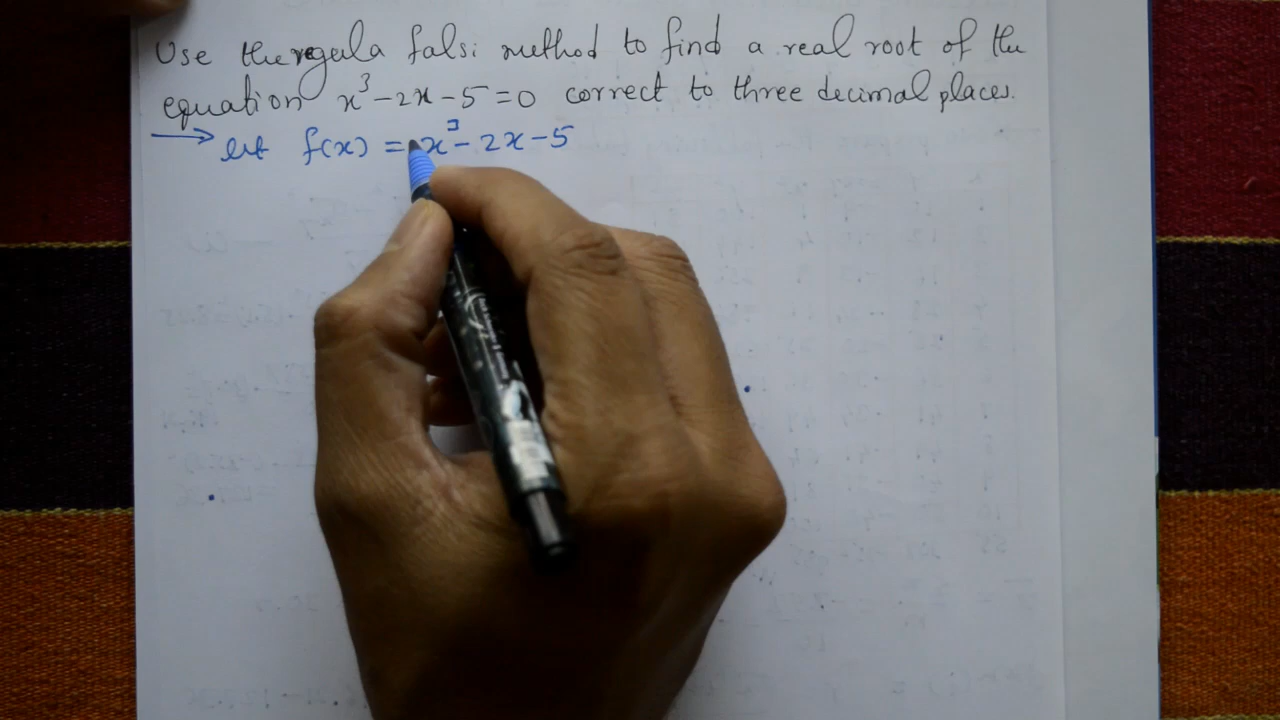 Use the regula falsi method to find a real root of the
equation x³-2x-5=0 correct to three decimal places.
→ let f(x) = x³-2x-5